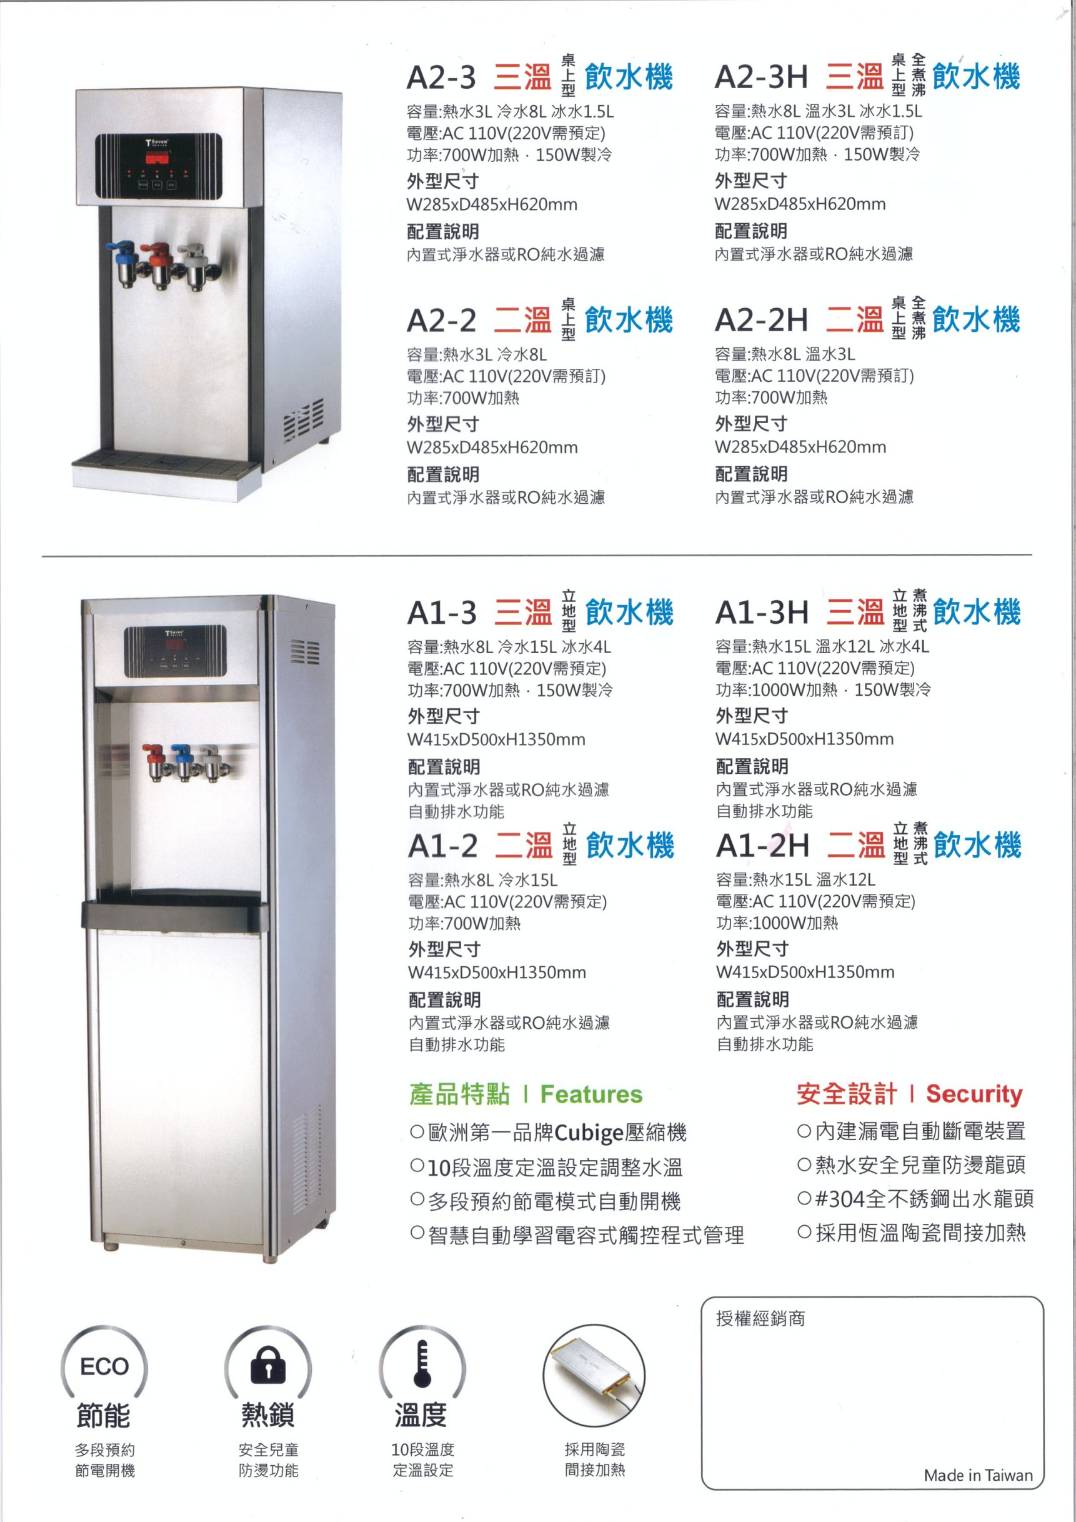 A2-3 三溫 桌上型 飲水機
容量:熱水3L 冷水8L 冰水1.5L
電壓:AC 110V(220V需預定)
功率:700W加熱·150W製冷
外型尺寸
W285xD485xH620mm
配置說明
內置式淨水器或RO純水過濾
A2-3H 三溫 桌上型 全煮沸 飲水機
容量:熱水8L 溫水3L 冰水1.5L
電壓:AC 110V(220V需預訂)
功率:700W加熱·150W製冷
外型尺寸
W285xD485xH620mm
配置說明
內置式淨水器或RO純水過濾
A2-2 二溫 桌上型 飲水機
容量:熱水3L 冷水8L
電壓:AC 110V(220V需預訂)
功率:700W加熱
外型尺寸
W285xD485xH620mm
配置說明
內置式淨水器或RO純水過濾
A2-2H 二溫 桌上型 全煮沸 飲水機
容量:熱水8L 溫水3L
電壓:AC 110V(220V需預訂)
功率:700W加熱
外型尺寸
W285xD485xH620mm
配置說明
內置式淨水器或RO純水過濾
A1-3 三溫 立地型 飲水機
容量:熱水8L 冷水15L 冰水4L
電壓:AC 110V(220V需預定)
功率:700W加熱·150W製冷
外型尺寸
W415xD500xH1350mm
配置說明
內置式淨水器或RO純水過濾
自動排水功能
A1-3H 三溫 立地型 煮沸式 飲水機
容量:熱水15L 溫水12L 冰水4L
電壓:AC 110V(220V需預定)
功率:1000W加熱·150W製冷
外型尺寸
W415xD500xH1350mm
配置說明
內置式淨水器或RO純水過濾
自動排水功能
A1-2 二溫 立地型 飲水機
容量:熱水8L 冷水15L
電壓:AC 110V(220V需預定)
功率:700W加熱
外型尺寸
W415xD500xH1350mm
配置說明
內置式淨水器或RO純水過濾
自動排水功能
A1-2H 二溫 立地型 煮沸式 飲水機
容量:熱水15L 溫水12L
電壓:AC 110V(220V需預定)
功率:1000W加熱
外型尺寸
W415xD500xH1350mm
配置說明
內置式淨水器或RO純水過濾
自動排水功能
產品特點 | Features
○歐洲第一品牌Cubige壓縮機
○10段溫度定溫設定調整水溫
○多段預約節電模式自動開機
○智慧自動學習電容式觸控程式管理
安全設計 | Security
○內建漏電自動斷電裝置
○熱水安全兒童防燙龍頭
○#304全不銹鋼出水龍頭
○採用恆溫陶瓷間接加熱
ECO
節能
多段預約
節電開機
熱鎖
安全兒童
防燙功能
溫度
10段溫度
定溫設定
採用陶瓷
間接加熱
授權經銷商
Made in Taiwan